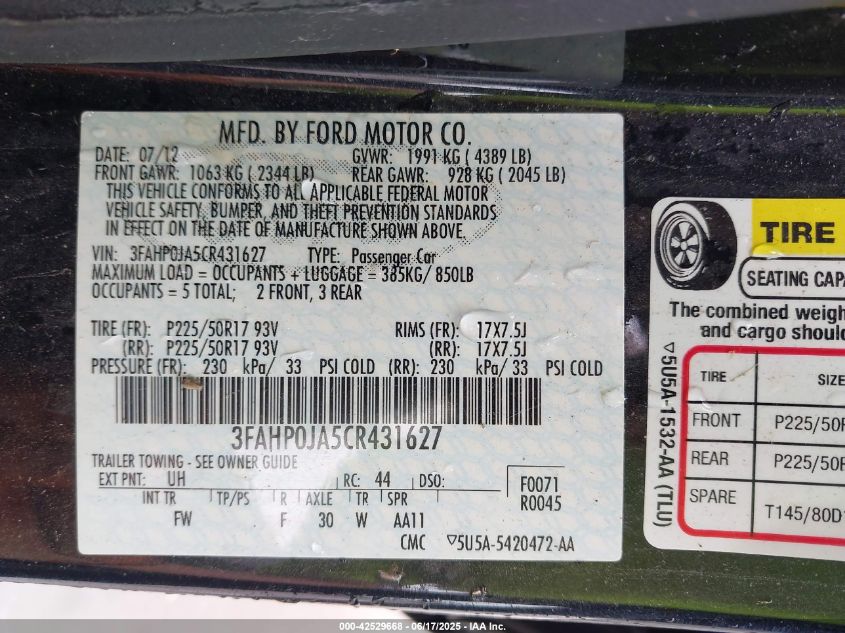 MFD. BY FORD MOTOR CO.
DATE: 07/12 GVWR: 1991 KG ( 4389 LB)
FRONT GAWR: 1063 KG ( 2344 LB) REAR GAWR: 928 KG ( 2045 LB)
THIS VEHICLE CONFORMS TO ALL APPLICABLE FEDERAL MOTOR
VEHICLE SAFETY, BUMPER, AND THEFT PREVENTION STANDARDS
IN EFFECT ON THE DATE OF MANUFACTURE SHOWN ABOVE.
VIN: 3FAHP0JA5CR431627 TYPE: Passenger Car
MAXIMUM LOAD = OCCUPANTS + LUGGAGE = 385KG/ 850LB
OCCUPANTS = 5 TOTAL; 2 FRONT, 3 REAR
TIRE (FR): P225/50R17 93V RIMS (FR): 17X7.5J
(RR): P225/50R17 93V (RR): 17X7.5J
PRESSURE (FR): 230 kPa/ 33 PSI COLD (RR): 230 kPa/ 33 PSI COLD
3FAHP0JA5CR431627
TRAILER TOWING - SEE OWNER GUIDE
EXT PNT: UH RC: 44 DSO: F0071
R0045
INT TR TP/PS R AXLE TR SPR
FW F 30 W AA11
CMC ▽5U5A-5420472-AA
TIRE
SEATING CAPA
The combined weigh
and cargo shoul
TIRE SIZE
FRONT P225/50R
REAR P225/50R
SPARE T145/80D
▽5U5A-1532-AA (TLU)
000-42529668 - 06/17/2025 - IAA Inc.